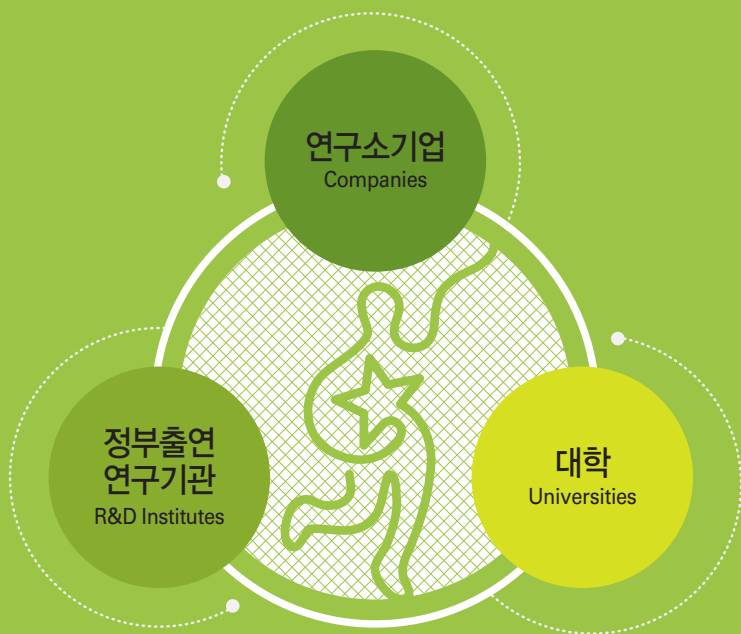 연구소기업
Companies
정부출연
연구기관
R&D Institutes
대학
Universities